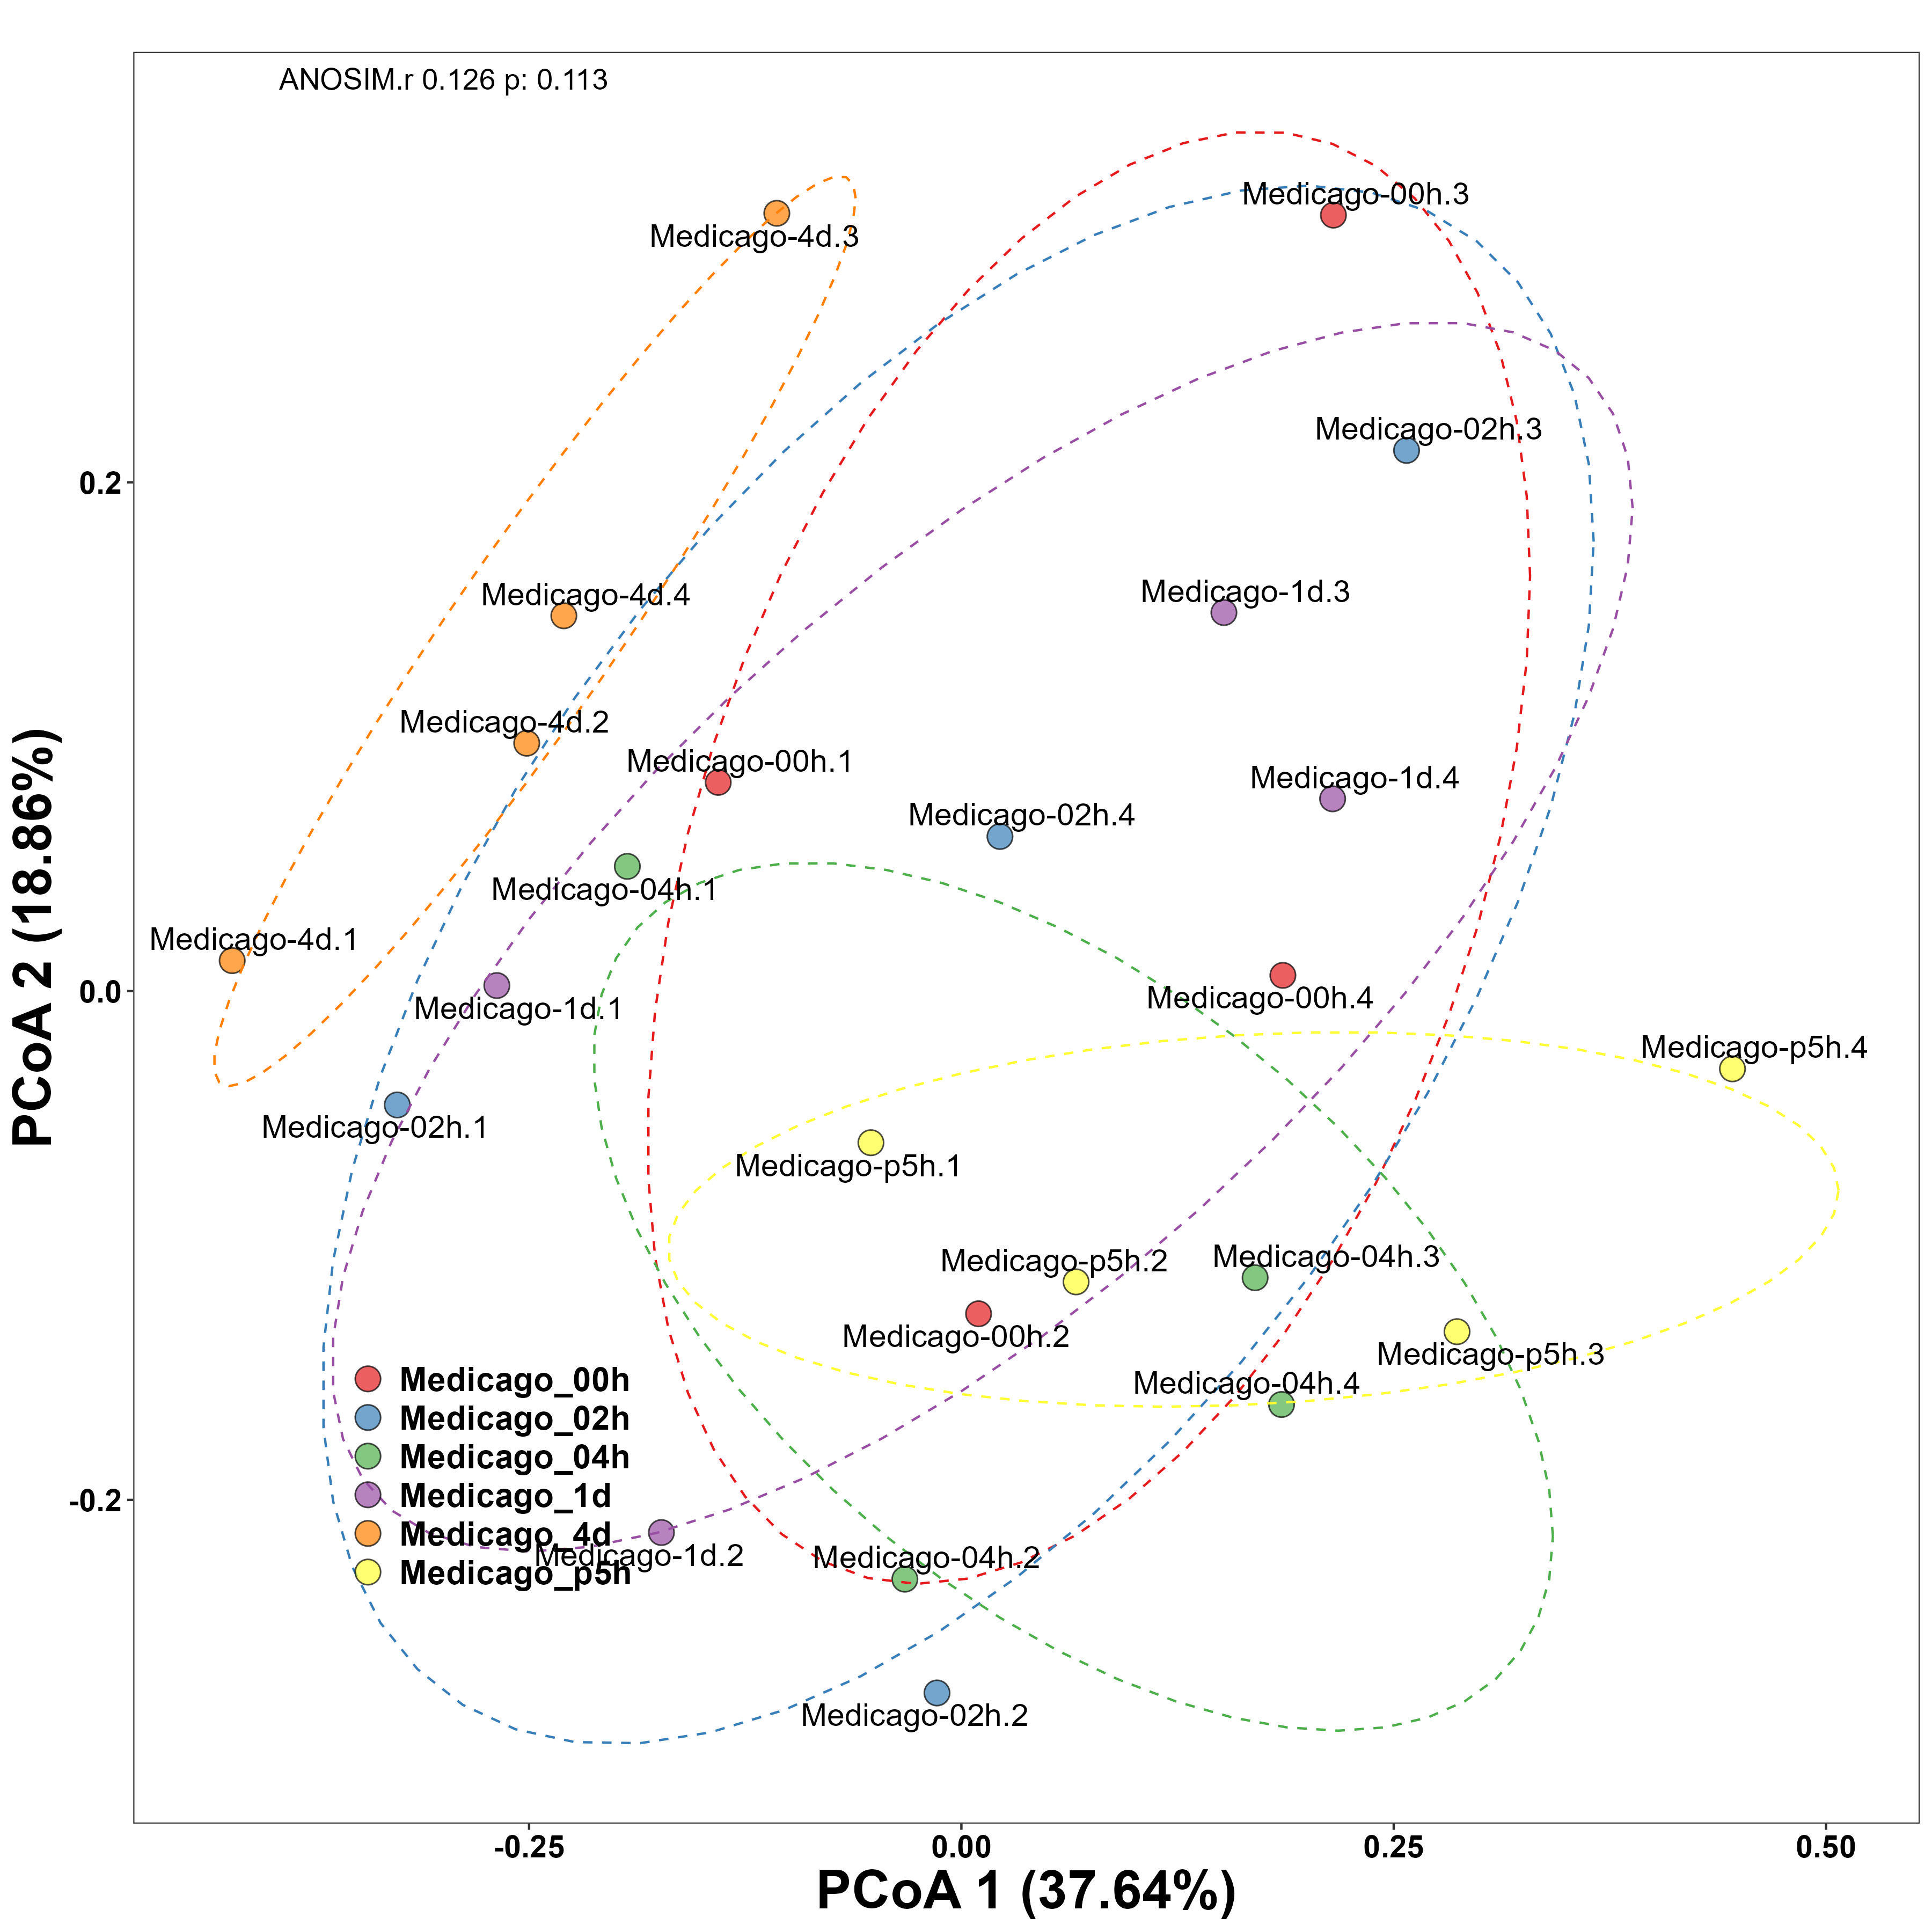 ANOSIM.r 0.126 p: 0.113
Medicago-00h.3
Medicago-4d.3
Medicago-02h.3
0.2
Medicago-1d.3
Medicago-4d.4
Medicago-4d.2
Medicago-00h.1
Medicago-1d.4
Medicago-02h.4
Medicago-04h.1
PCoA 2 (18.86%)
Medicago-4d.1
0.0
Medicago-00h.4
Medicago-1d.1
Medicago-p5h.4
Medicago-02h.1
Medicago-p5h.1
Medicago-04h.3
Medicago-p5h.2
Medicago-00h.2
Medicago-p5h.3
Medicago-04h.4
Medicago_00h
Medicago_02h
Medicago_04h
Medicago_1d
-0.2
Medicago_4d
Medicago-1d.2
Medicago-04h.2
Medicago_p5h
Medicago-02h.2
-0.25
0.00
0.25
0.50
PCoA 1 (37.64%)